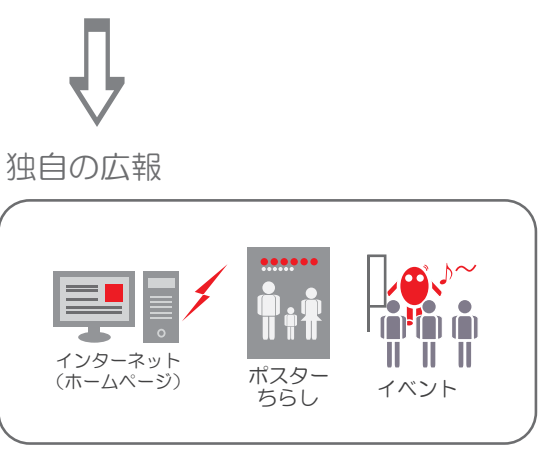 独自の広報
インターネット
（ホームページ）
ポスター
ちらし
イベント